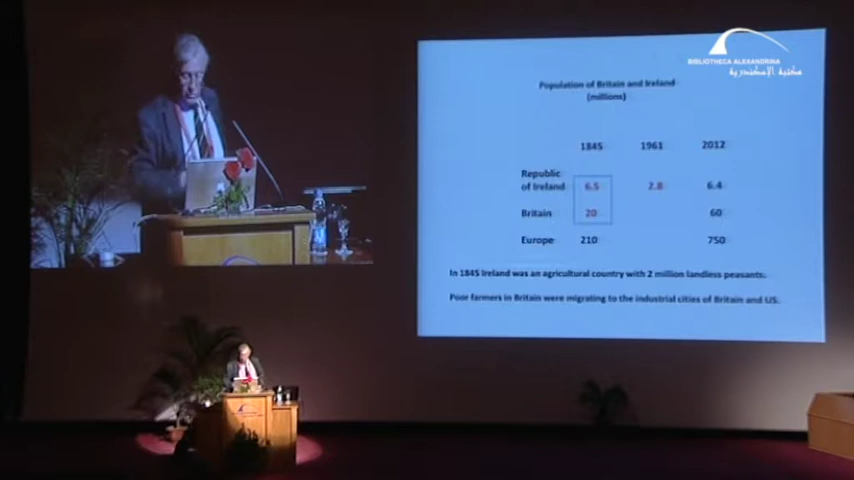 BIBLIOTHECA ALEXANDRINA
مكتبة الإسكندرية
Population of Britain and Ireland
(millions)
1845 1961 2012
Republic
of Ireland 6.5 2.8 6.4
Britain 20 60
Europe 210 750
In 1845 Ireland was an agricultural country with 2 million landless peasants.
Poor farmers in Britain were migrating to the industrial cities of Britain and US.